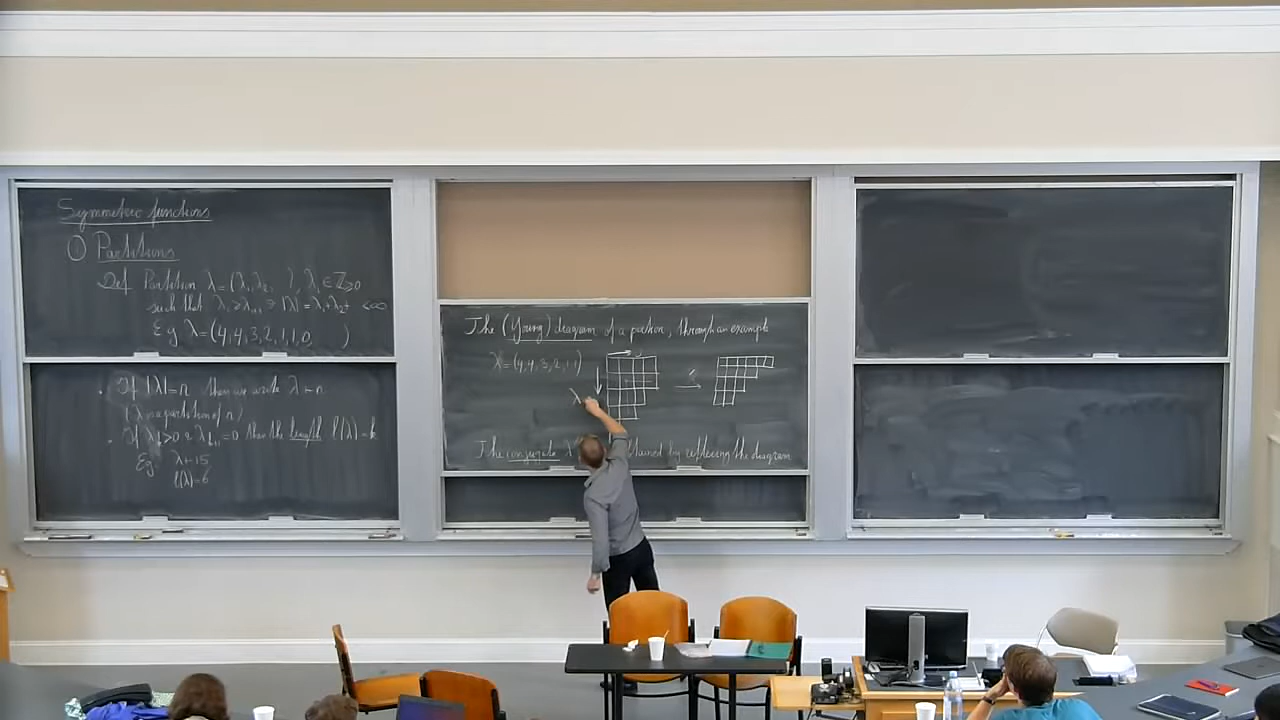 Symmetric functions
① Partitions
Def Partition λ=(λ₁,λ₂, ), λᵢ∈ℤ≥0
such that λᵢ≥λᵢ₊₁ |λ|=λ₁+λ₂+ <∞
Eg λ=(4,4,3,2,1,1,0, )
• If |λ|=n then we write λ⊢n
(λ is a partition of n)
• If λₖ>0 & λₖ₊₁=0 then the length l(λ)=k
Eg λ⊢15
l(λ)=6
The (Young) diagram of a partion, through an example
λ=(4,4,3,2,1,1)
λ
The conjugate λ by reflecting the diagram